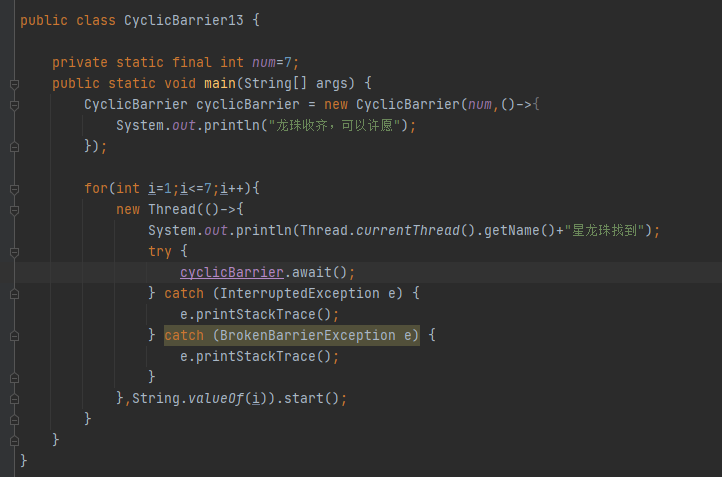 public class CyclicBarrier13 {
private static final int num=7;
public static void main(String[] args) {
CyclicBarrier cyclicBarrier = new CyclicBarrier(num,()->{
System.out.println("龙珠收齐，可以许愿");
});
for(int i=1;i<=7;i++){
new Thread(()->{
System.out.println(Thread.currentThread().getName()+"星龙珠找到");
try {
cyclicBarrier.await();
} catch (InterruptedException e) {
e.printStackTrace();
} catch (BrokenBarrierException e) {
e.printStackTrace();
}
},String.valueOf(i)).start();
}
}
}